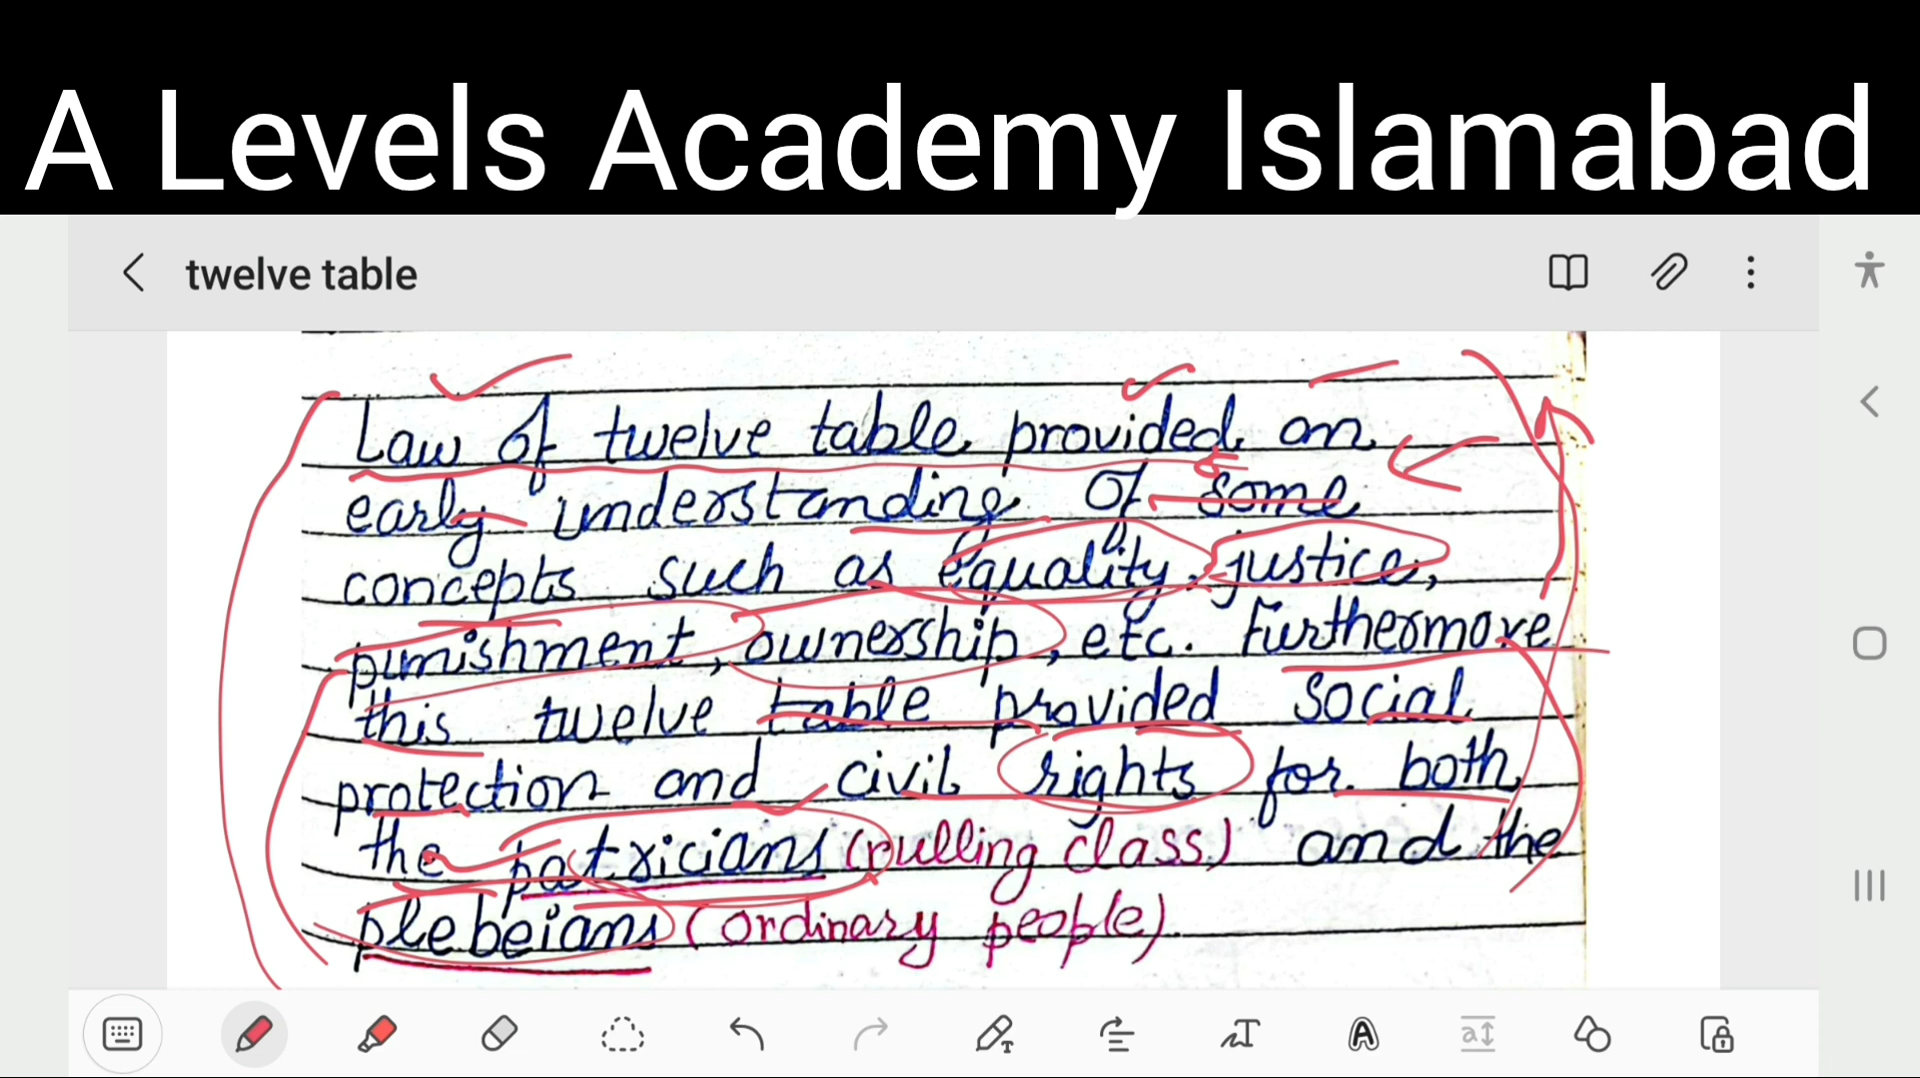 A Levels Academy Islamabad
twelve table
Law of twelve table provided an
early understanding of some
concepts such as equality, justice,
punishment, ownership, etc. Furthermore
this twelve table provided social
protection and civil rights for both
the patricians (rulling class) and the
plebeians (ordinary people).